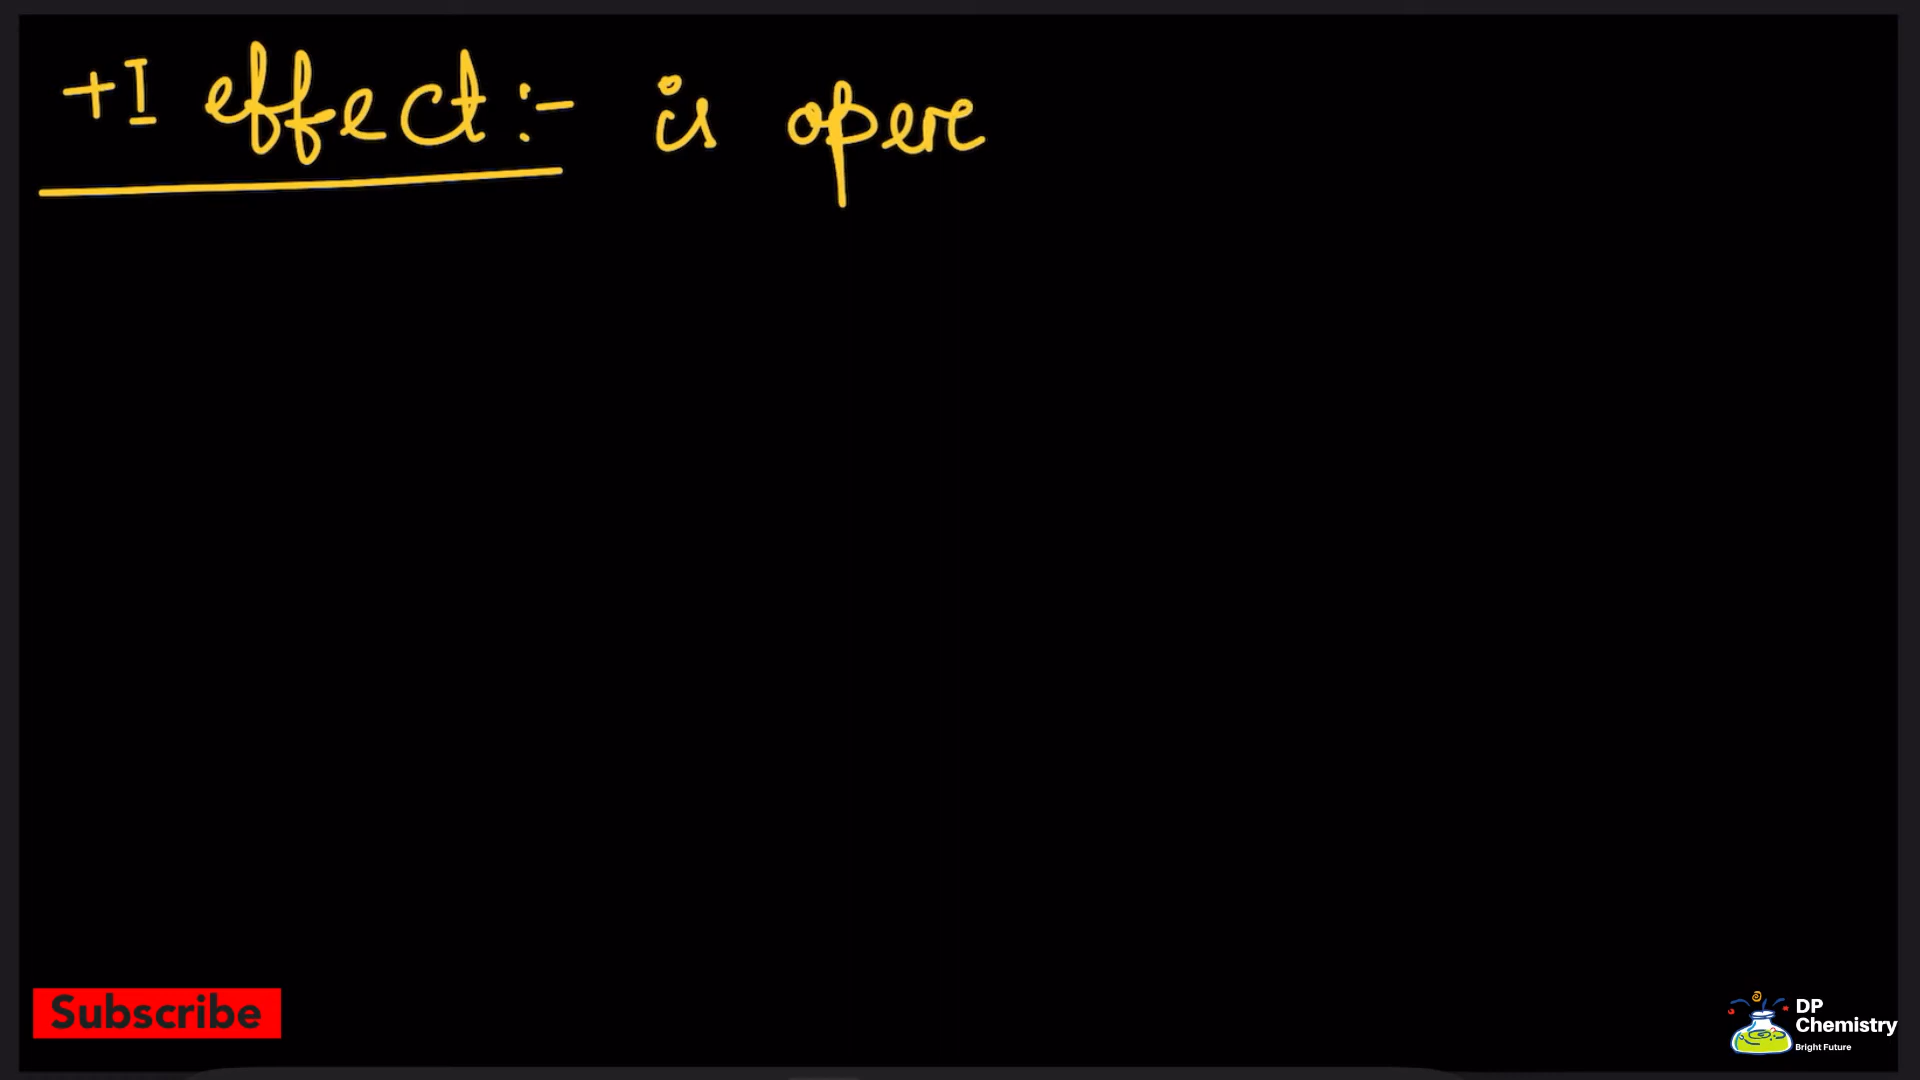 +I effect :- is opere
Subscribe
DP
Chemistry
Bright Future